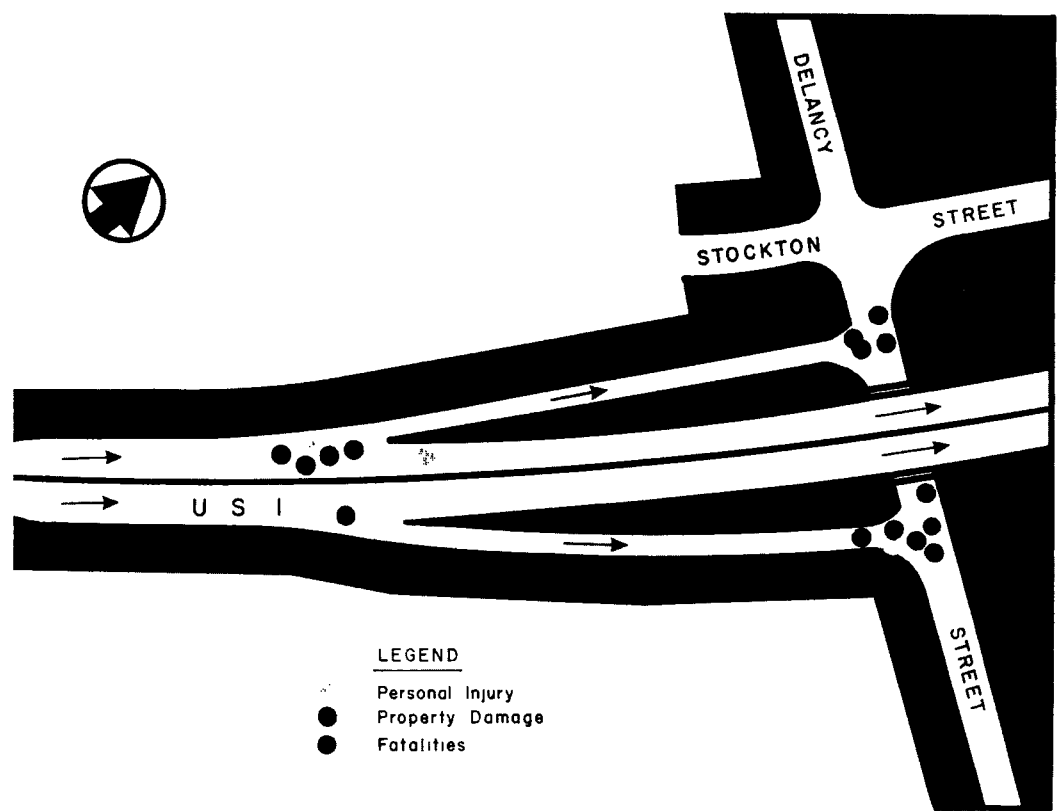 DELANCY
STREET
STOCKTON
U S I
STREET
LEGEND
Personal Injury
Property Damage
Fatalities